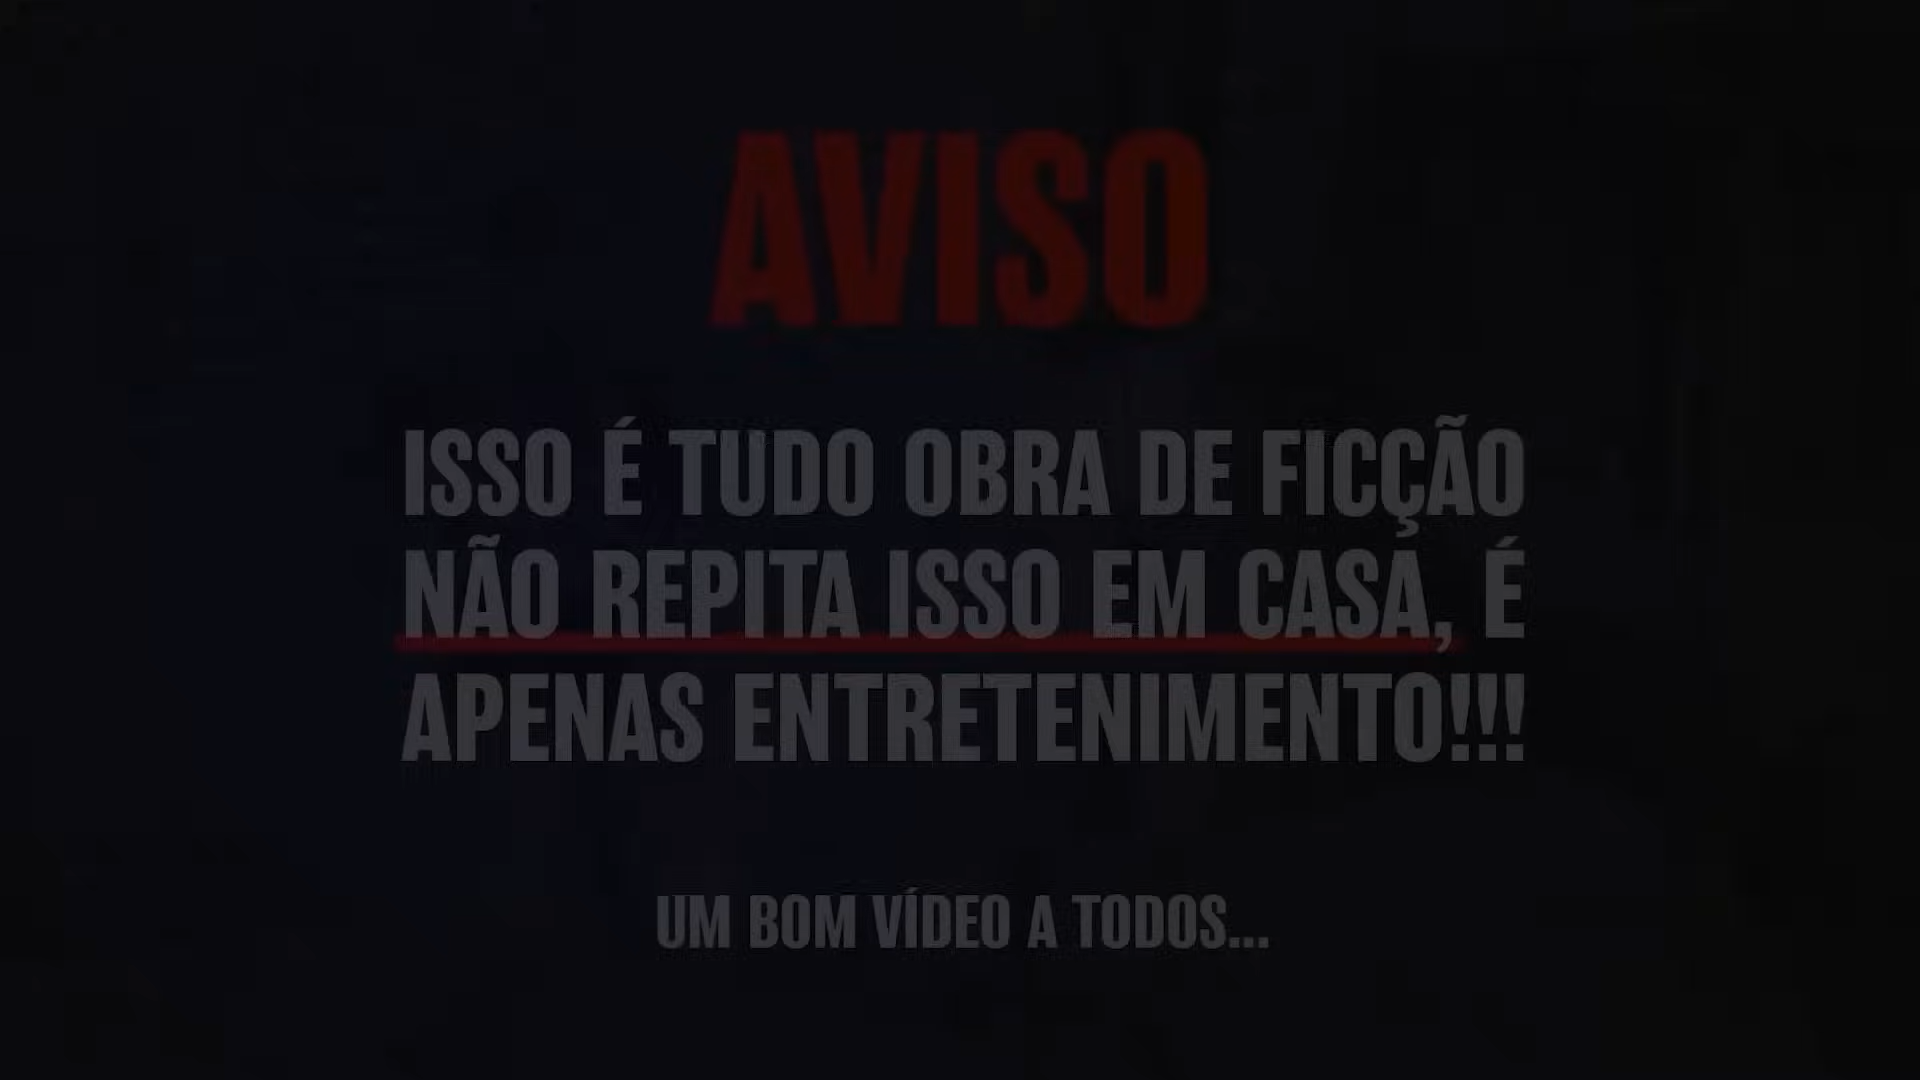 AVISO
ISSO É TUDO OBRA DE FICÇÃO
NÃO REPITA ISSO EM CASA, É
APENAS ENTRETENIMENTO!!!
UM BOM VÍDEO A TODOS...